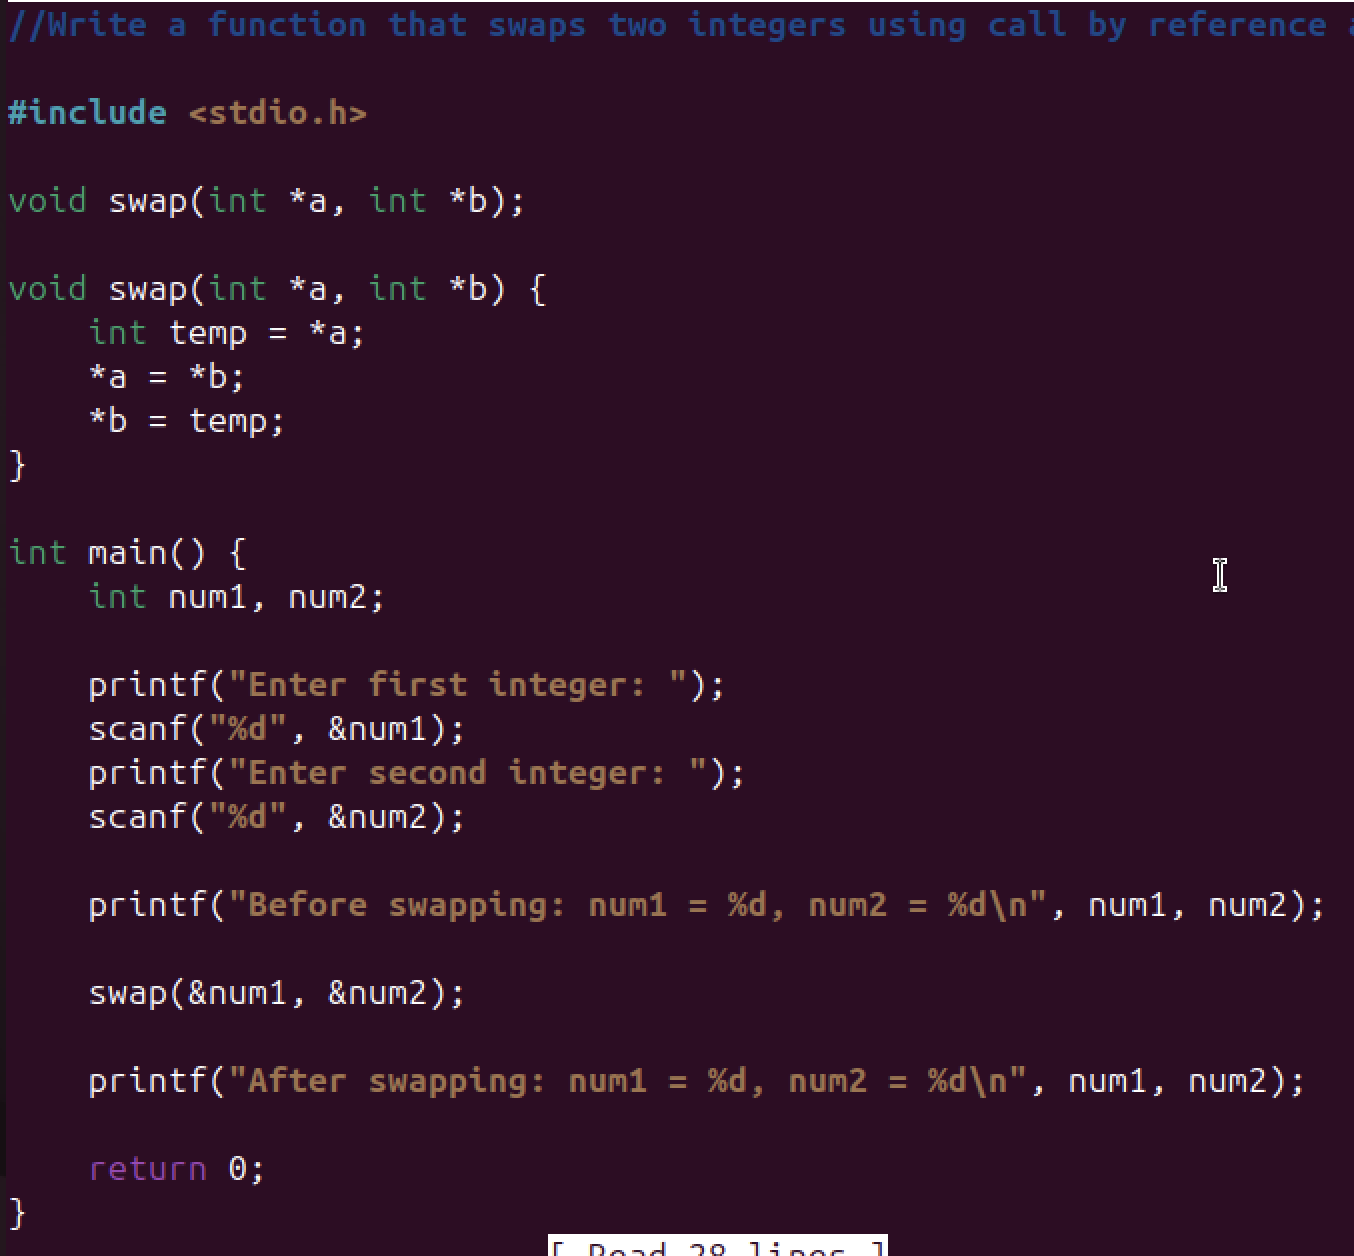 //Write a function that swaps two integers using call by reference
#include <stdio.h>
void swap(int *a, int *b);
void swap(int *a, int *b) {
    int temp = *a;
    *a = *b;
    *b = temp;
}
int main() {
    int num1, num2;
    printf("Enter first integer: ");
    scanf("%d", &num1);
    printf("Enter second integer: ");
    scanf("%d", &num2);
    printf("Before swapping: num1 = %d, num2 = %d\n", num1, num2);
    swap(&num1, &num2);
    printf("After swapping: num1 = %d, num2 = %d\n", num1, num2);
    return 0;
}
[ Read 28 lines ]